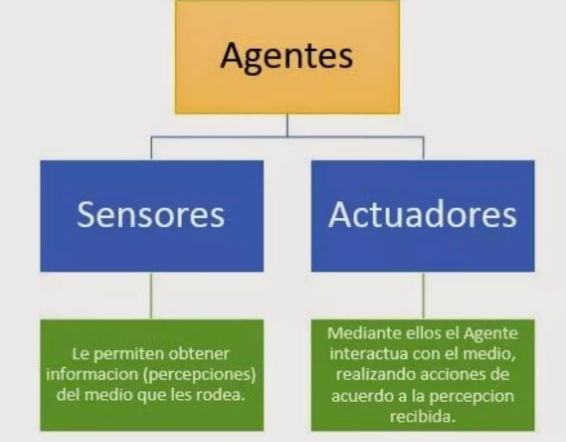 Agentes
Sensores
Actuadores
Le permiten obtener
informacion (percepciones)
del medio que les rodea.
Mediante ellos el Agente
interactua con el medio,
realizando acciones de
acuerdo a la percepcion
recibida.